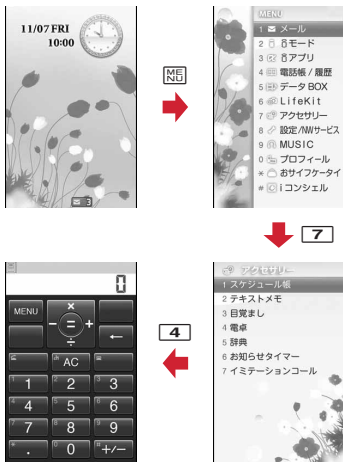 11/07 FRI
10:00
3
MENU
MENU
1 メール
2 iモード
3 iアプリ
4 電話帳 / 履歴
5 データ BOX
6 LifeKit
7 アクセサリー
8 設定/NWサービス
9 MUSIC
0 プロフィール
* おサイフケータイ
# iコンシェル
7
アクセサリー
1 スケジュール帳
2 テキストメモ
3 目覚まし
4 電卓
5 辞典
6 お知らせタイマー
7 イミテーションコール
4
0
MENU
×
- = +
÷
←
AC
1 2 3
4 5 6
7 8 9
. 0 +/−